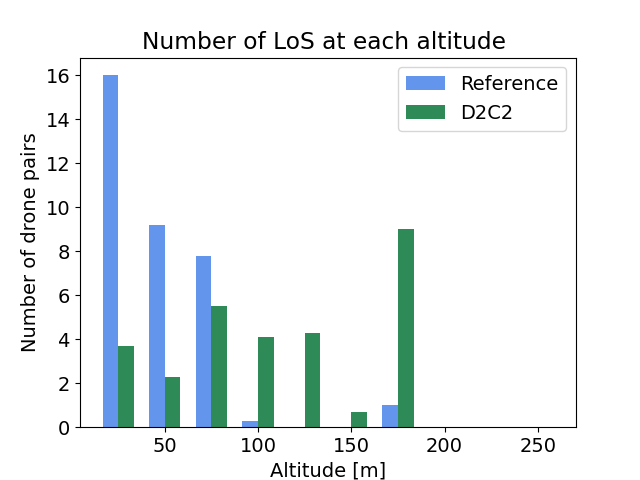 Number of LoS at each altitude
Reference
D2C2
Number of drone pairs
16
14
12
10
8
6
4
2
0
50
100
150
200
250
Altitude [m]